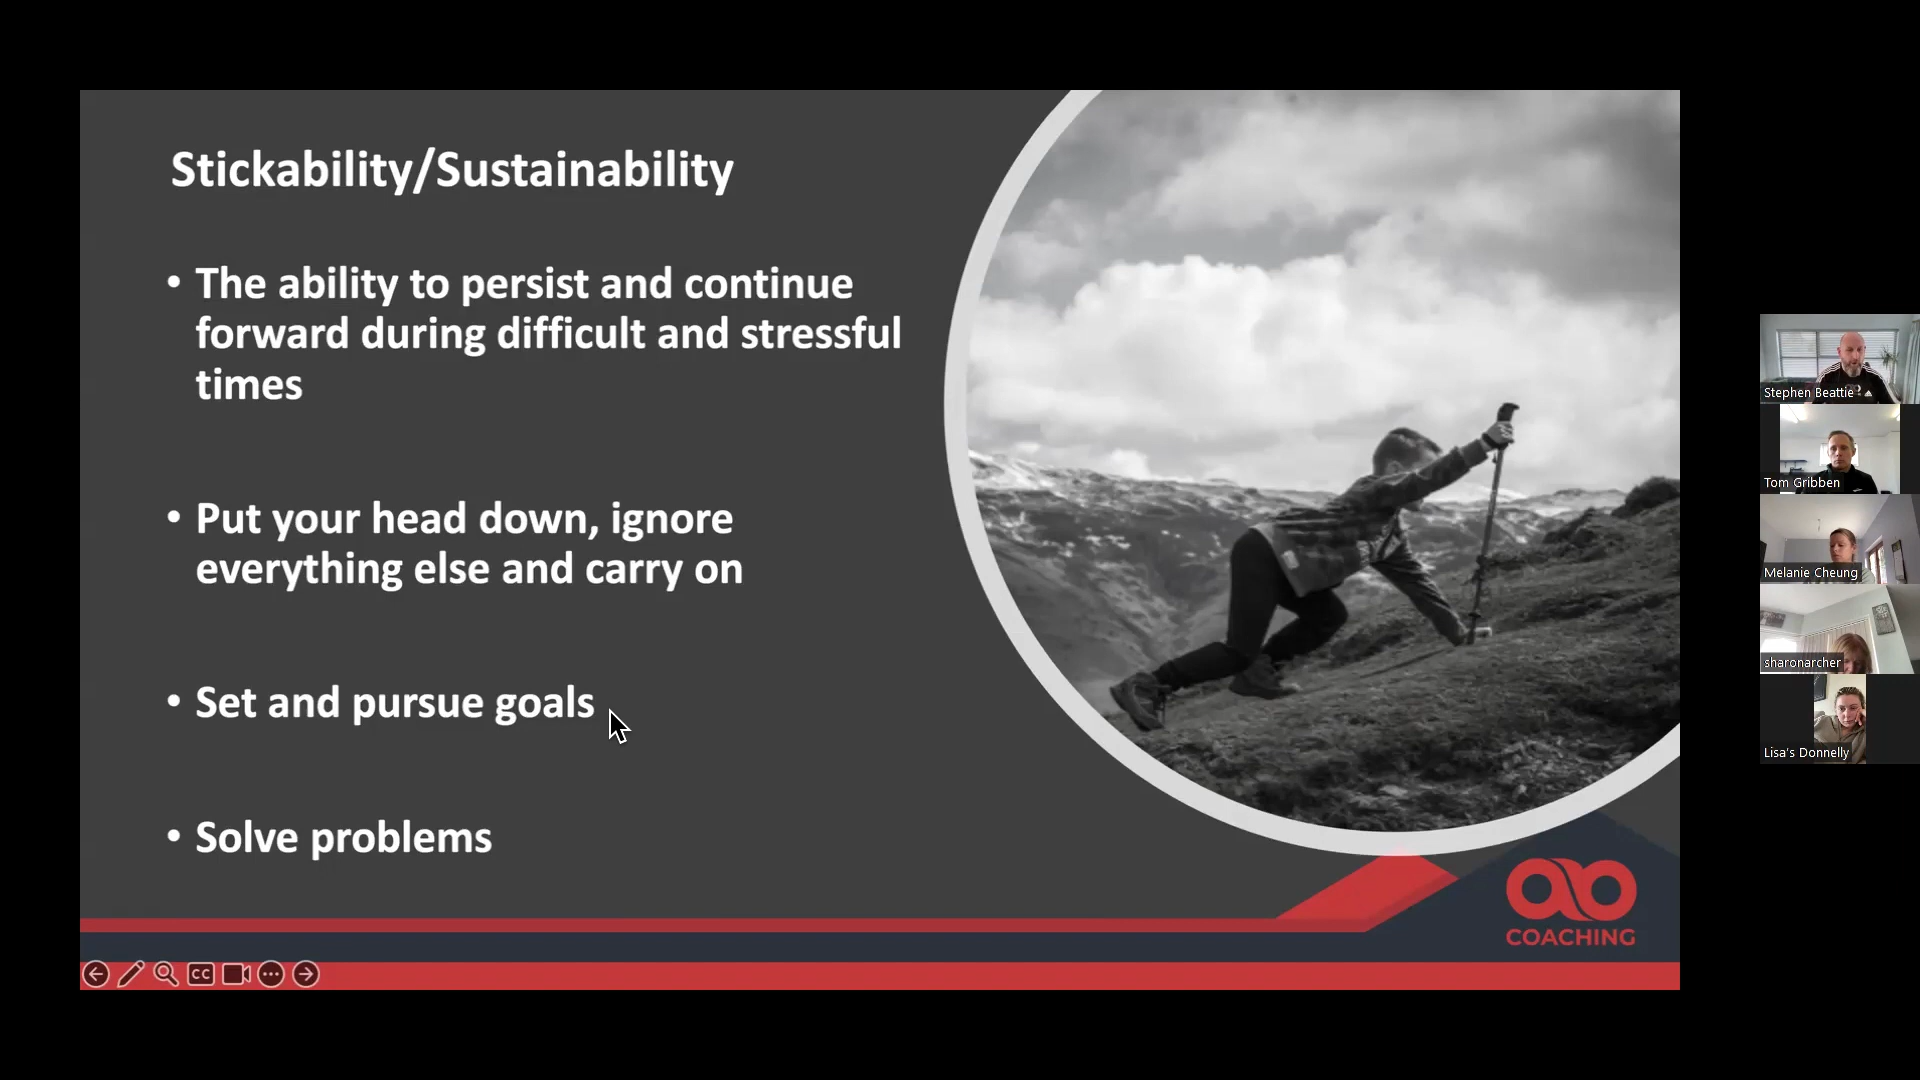 Stickability/Sustainability
• The ability to persist and continue
forward during difficult and stressful
times
• Put your head down, ignore
everything else and carry on
• Set and pursue goals
• Solve problems
COACHING
CC
Stephen Beattie
Tom Gribben
Melanie Cheung
sharonarcher
Lisa's Donnelly